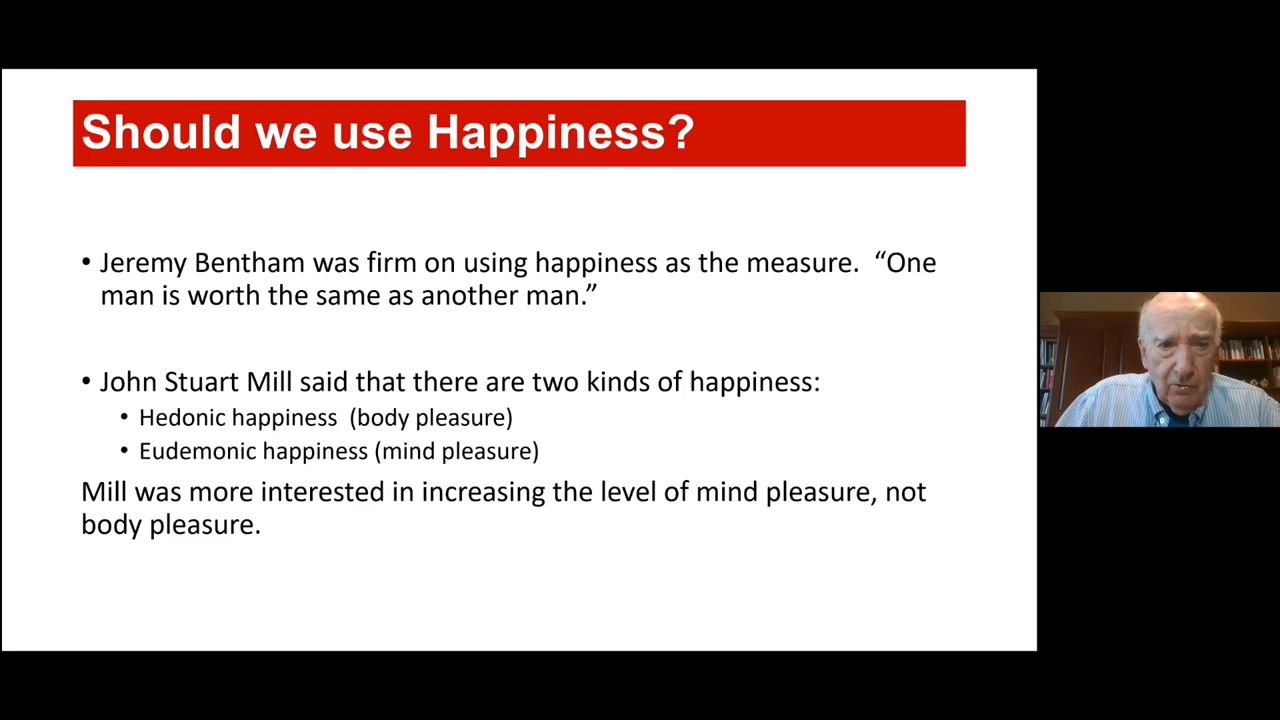 Should we use Happiness?
• Jeremy Bentham was firm on using happiness as the measure.  “One
man is worth the same as another man.”
• John Stuart Mill said that there are two kinds of happiness:
• Hedonic happiness  (body pleasure)
• Eudemonic happiness (mind pleasure)
Mill was more interested in increasing the level of mind pleasure, not
body pleasure.